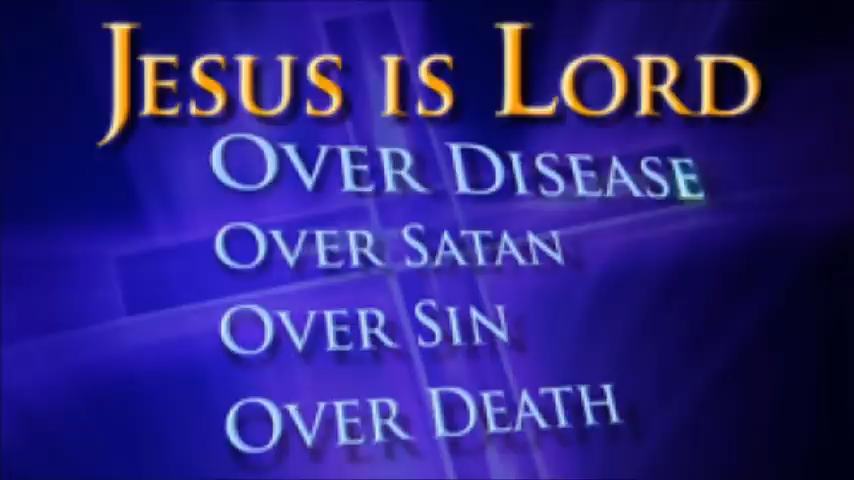 Jesus is Lord
Over Disease
Over Satan
Over Sin
Over Death